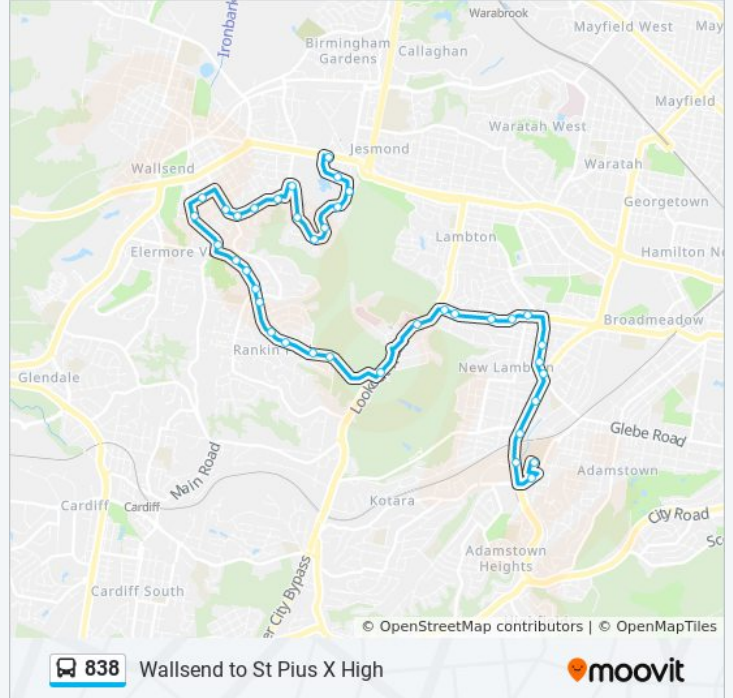 Warabrook
Ironbark
Birmingham
Gardens
Callaghan
Mayfield West
May
Mayfield
Waratah West
Jesmond
Wallsend
Waratah
Georgetown
Lambton
Elermore V
Hamilton Ne
Broadmeadow
Rankin
New Lambton
Glendale
Look
Glebe Road
Main Road
Adamstown
Kotara
Cardiff
Cardiff
City Road
Sc
Adamstown
Heights
Cardiff South
er City Bypass
© OpenStreetMap contributors | © OpenMapTiles
838 Wallsend to St Pius X High
moovit